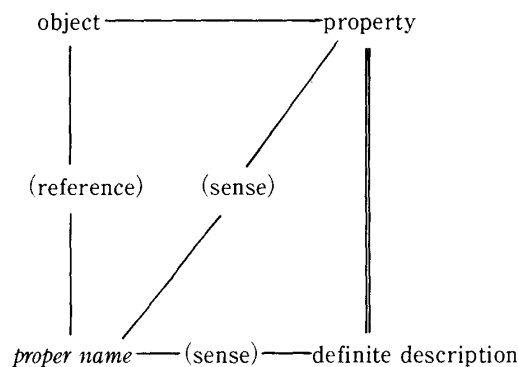 object property
(reference) (sense)
proper name (sense) definite description